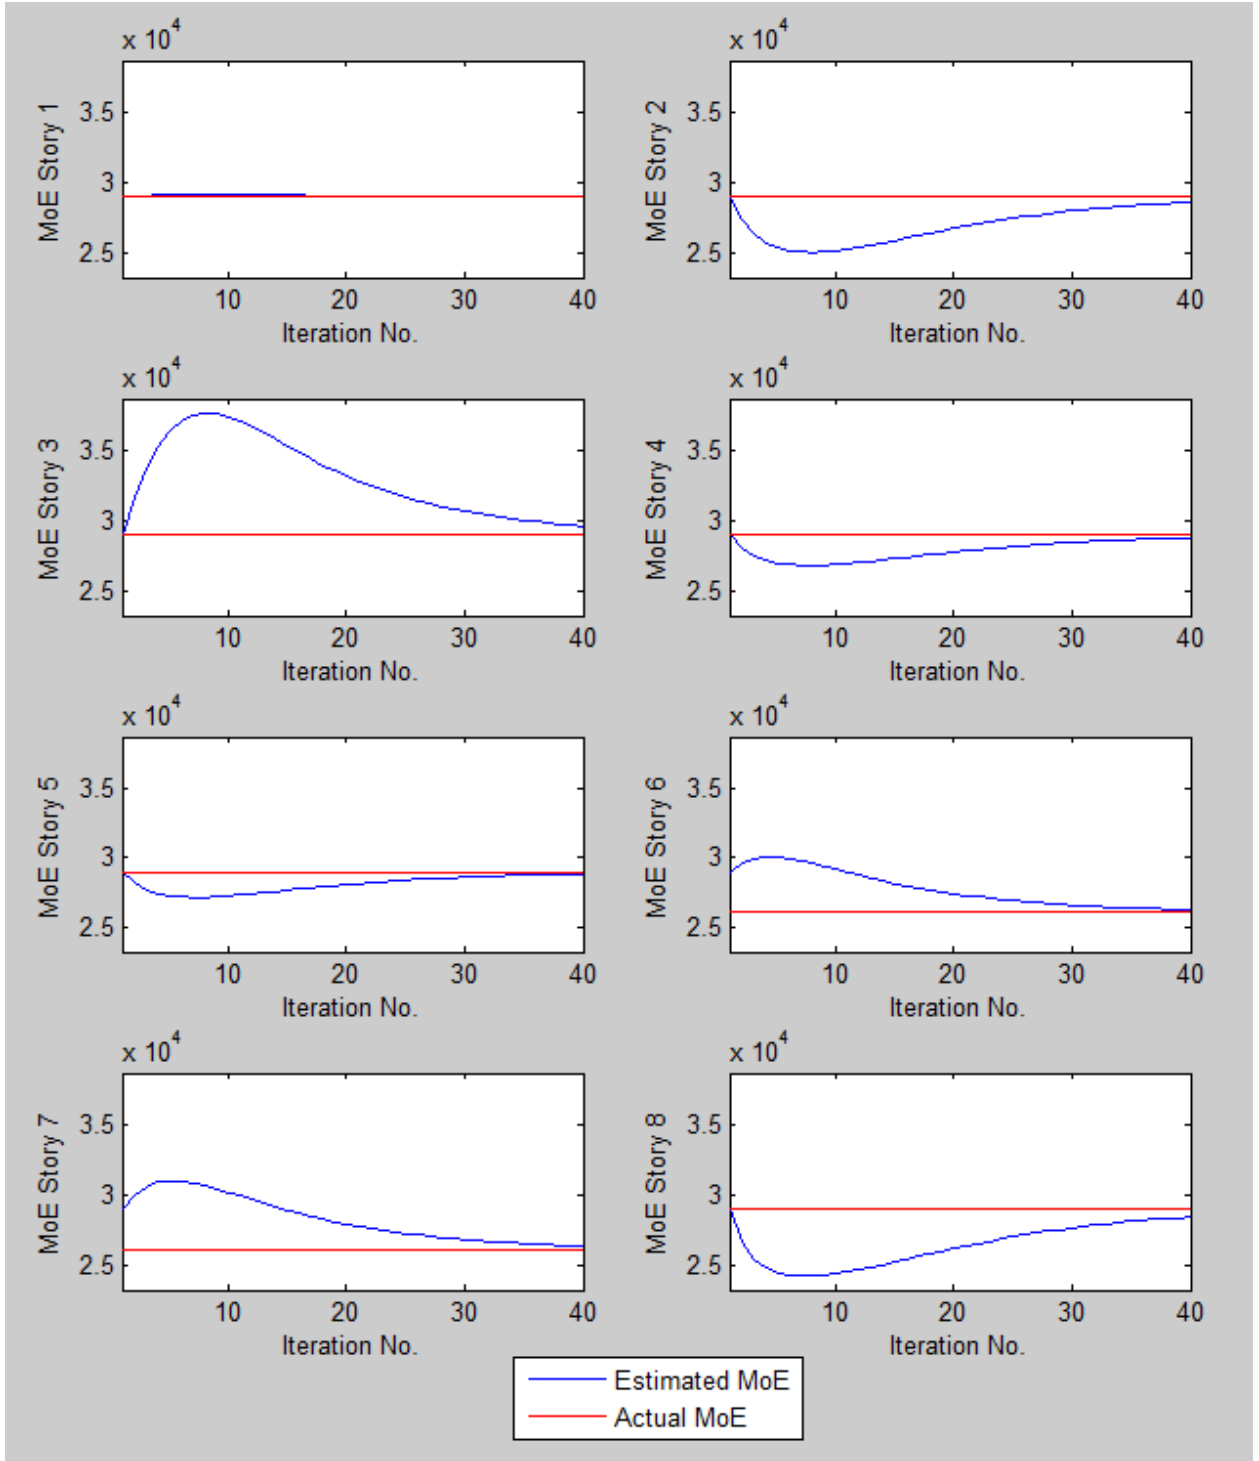 x 10^4
MoE Story 1
3.5
3
2.5
10 20 30 40
Iteration No.
x 10^4
MoE Story 2
3.5
3
2.5
10 20 30 40
Iteration No.
x 10^4
MoE Story 3
3.5
3
2.5
10 20 30 40
Iteration No.
x 10^4
MoE Story 4
3.5
3
2.5
10 20 30 40
Iteration No.
x 10^4
MoE Story 5
3.5
3
2.5
10 20 30 40
Iteration No.
x 10^4
MoE Story 6
3.5
3
2.5
10 20 30 40
Iteration No.
x 10^4
MoE Story 7
3.5
3
2.5
10 20 30 40
Iteration No.
x 10^4
MoE Story 8
3.5
3
2.5
10 20 30 40
Iteration No.
Estimated MoE
Actual MoE